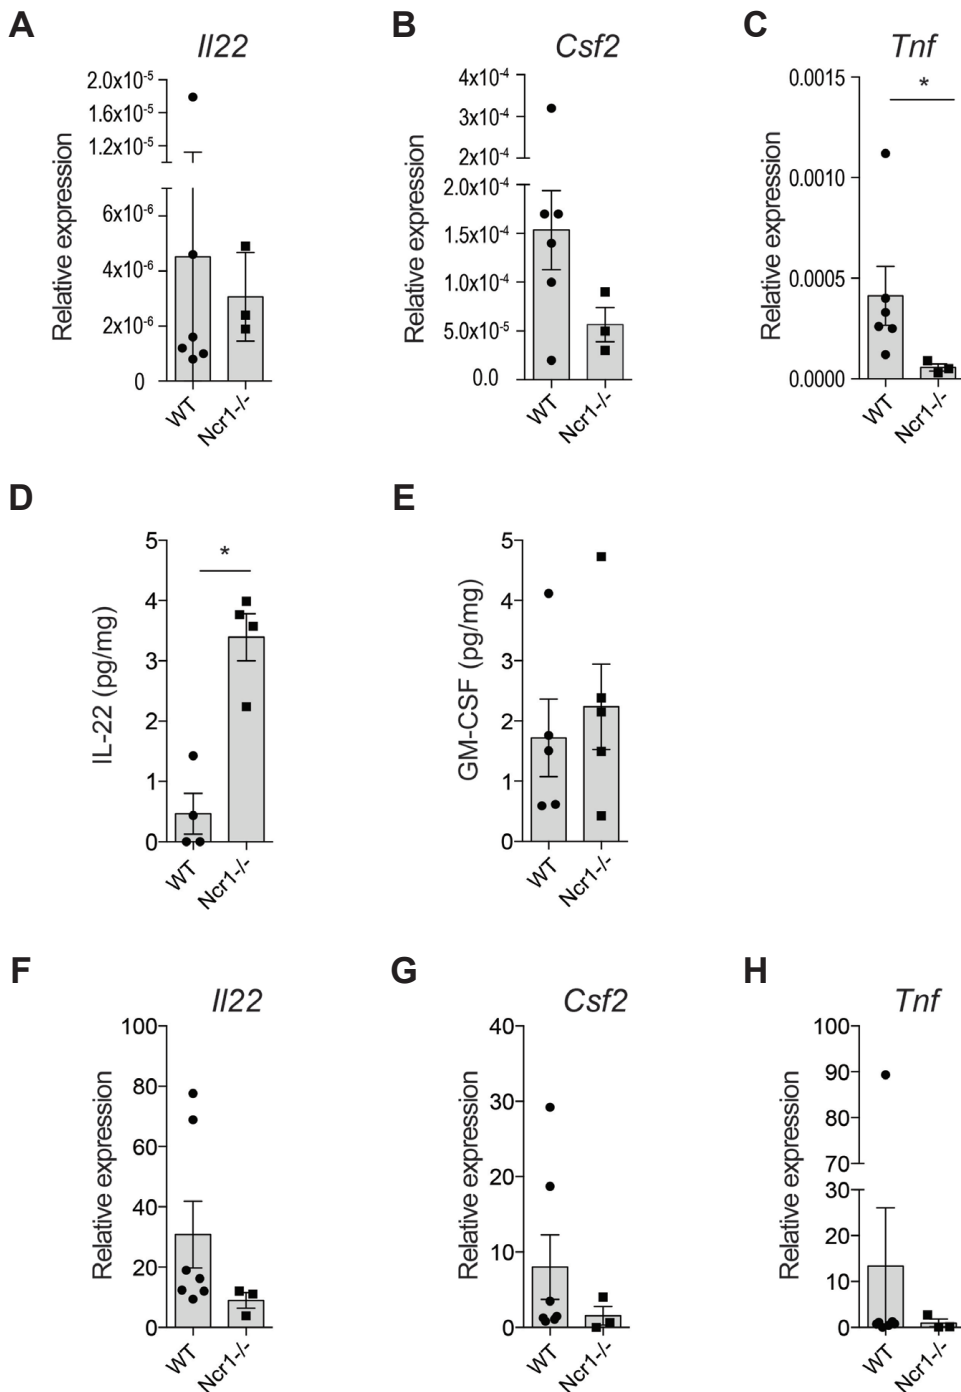 A
Il22
Relative expression
2.0x10⁻⁵
1.6x10⁻⁵
1.2x10⁻⁵
6x10⁻⁶
4x10⁻⁶
2x10⁻⁶
0
WT
Ncr1-/-
B
Csf2
Relative expression
4x10⁻⁴
3x10⁻⁴
2x10⁻⁴
2.0x10⁻⁴
1.5x10⁻⁴
1.0x10⁻⁴
5.0x10⁻⁵
0.0
WT
Ncr1-/-
C
Tnf
Relative expression
0.0015
0.0010
0.0005
0.0000
*
WT
Ncr1-/-
D
IL-22 (pg/mg)
5
4
3
2
1
0
*
WT
Ncr1-/-
E
GM-CSF (pg/mg)
5
4
3
2
1
0
WT
Ncr1-/-
F
Il22
Relative expression
100
80
60
40
20
0
WT
Ncr1-/-
G
Csf2
Relative expression
40
30
20
10
0
WT
Ncr1-/-
H
Tnf
Relative expression
100
90
80
70
30
20
10
0
WT
Ncr1-/-